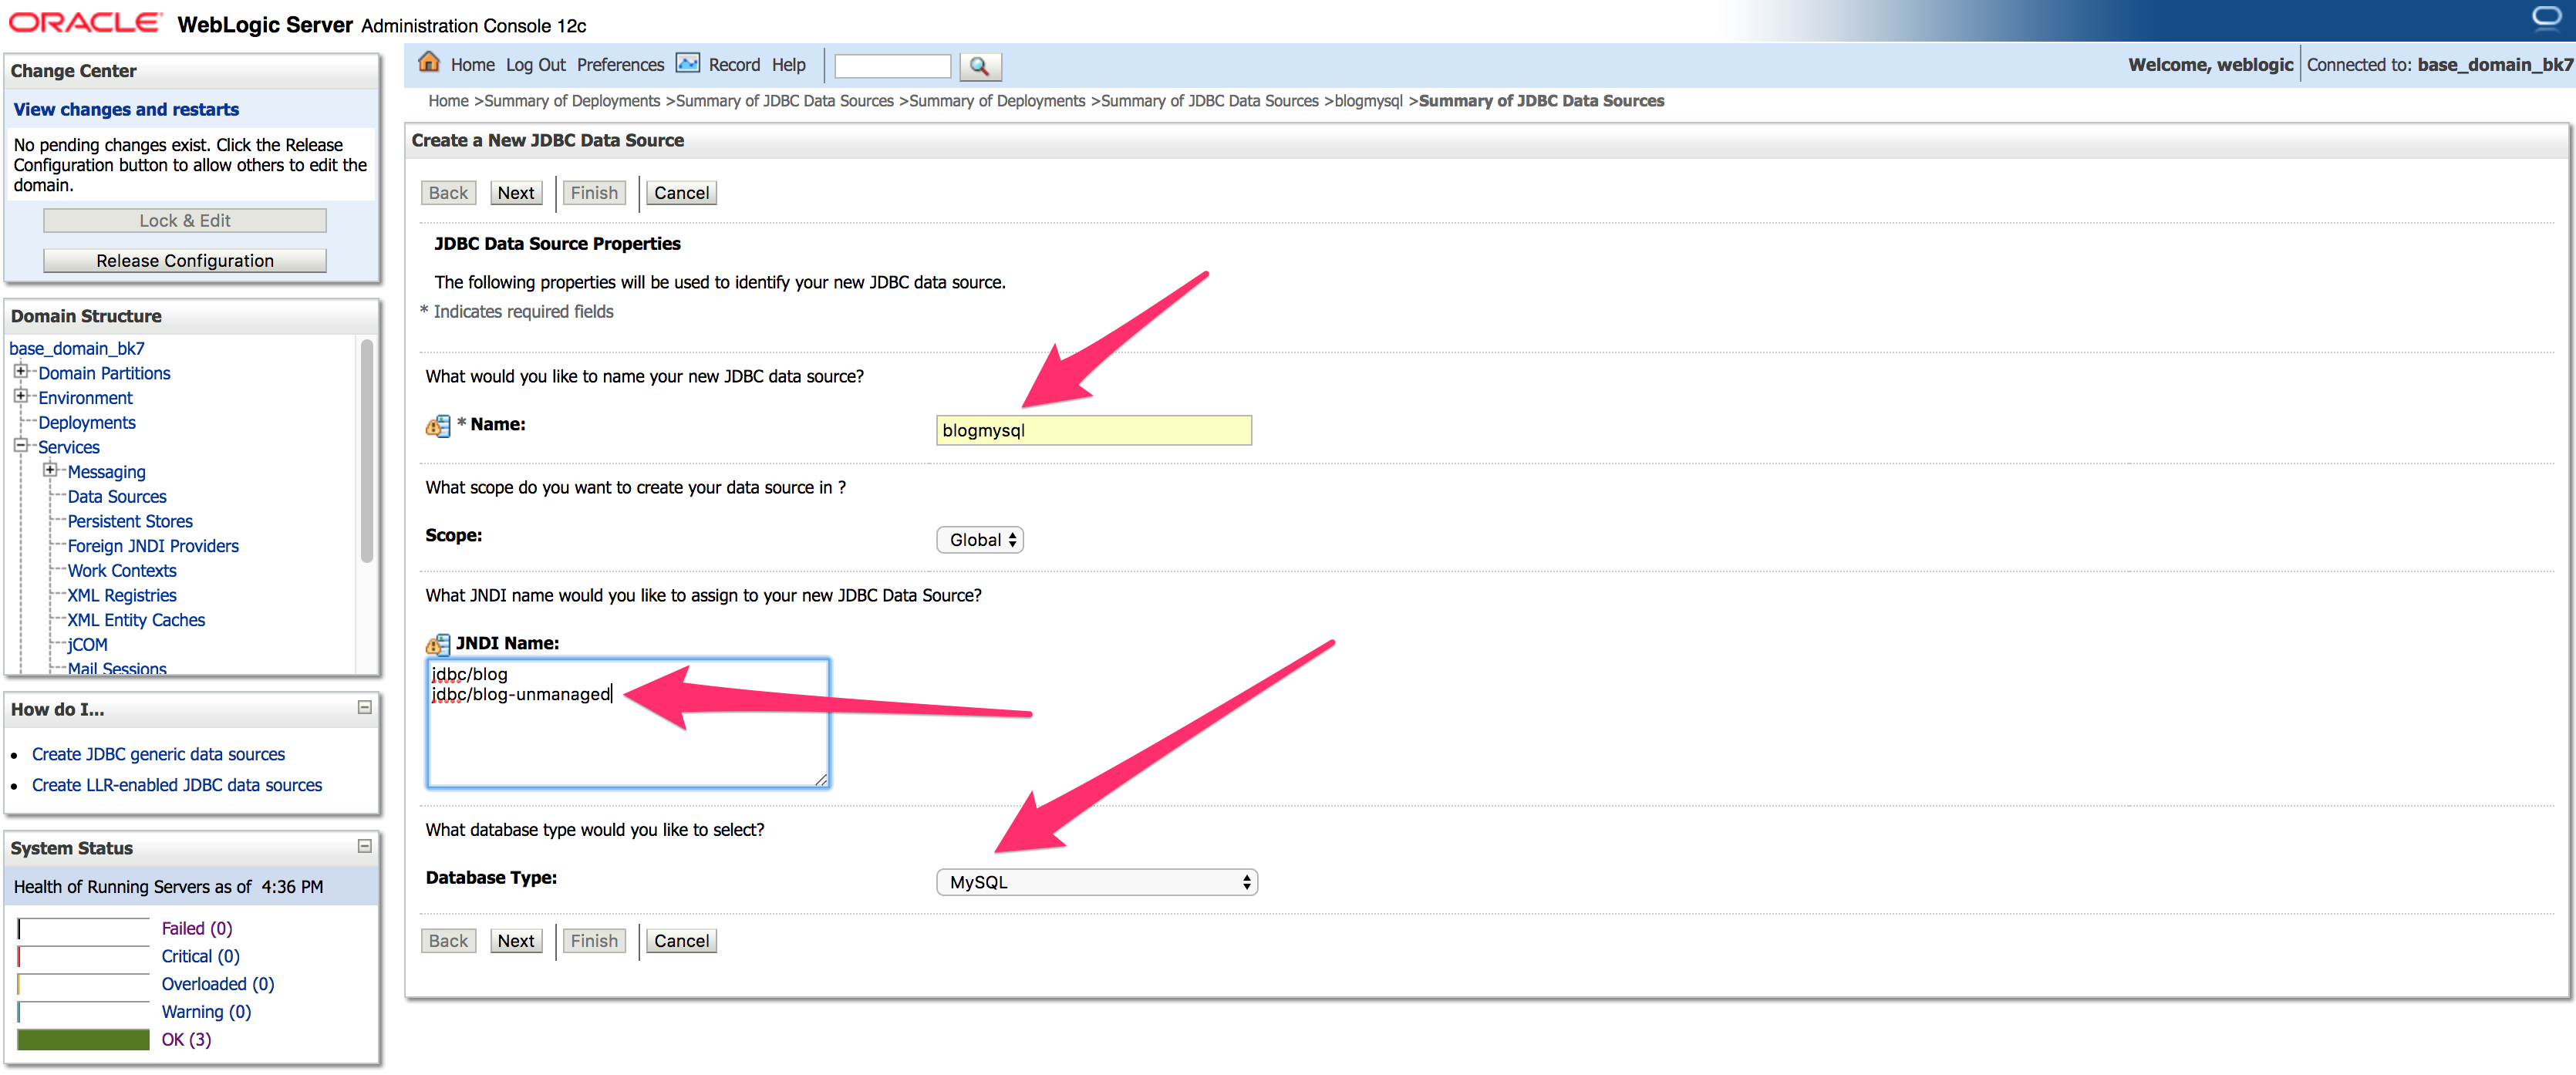 ORACLE WebLogic Server Administration Console 12c
Change Center
View changes and restarts
No pending changes exist. Click the Release
Configuration button to allow others to edit the
domain.
Lock & Edit
Release Configuration
Domain Structure
base_domain_bk7
Domain Partitions
Environment
Deployments
Services
Messaging
Data Sources
Persistent Stores
Foreign JNDI Providers
Work Contexts
XML Registries
XML Entity Caches
jCOM
Mail Sessions
How do I...
Create JDBC generic data sources
Create LLR-enabled JDBC data sources
System Status
Health of Running Servers as of 4:36 PM
Failed (0)
Critical (0)
Overloaded (0)
Warning (0)
OK (3)
Home Log Out Preferences Record Help
Welcome, weblogic Connected to: base_domain_bk7
Home >Summary of Deployments >Summary of JDBC Data Sources >Summary of Deployments >Summary of JDBC Data Sources >blogmysql >Summary of JDBC Data Sources
Create a New JDBC Data Source
Back Next Finish Cancel
JDBC Data Source Properties
The following properties will be used to identify your new JDBC data source.
* Indicates required fields
What would you like to name your new JDBC data source?
* Name: blogmysql
What scope do you want to create your data source in ?
Scope: Global
What JNDI name would you like to assign to your new JDBC Data Source?
JNDI Name:
jdbc/blog
jdbc/blog-unmanaged
What database type would you like to select?
Database Type: MySQL
Back Next Finish Cancel